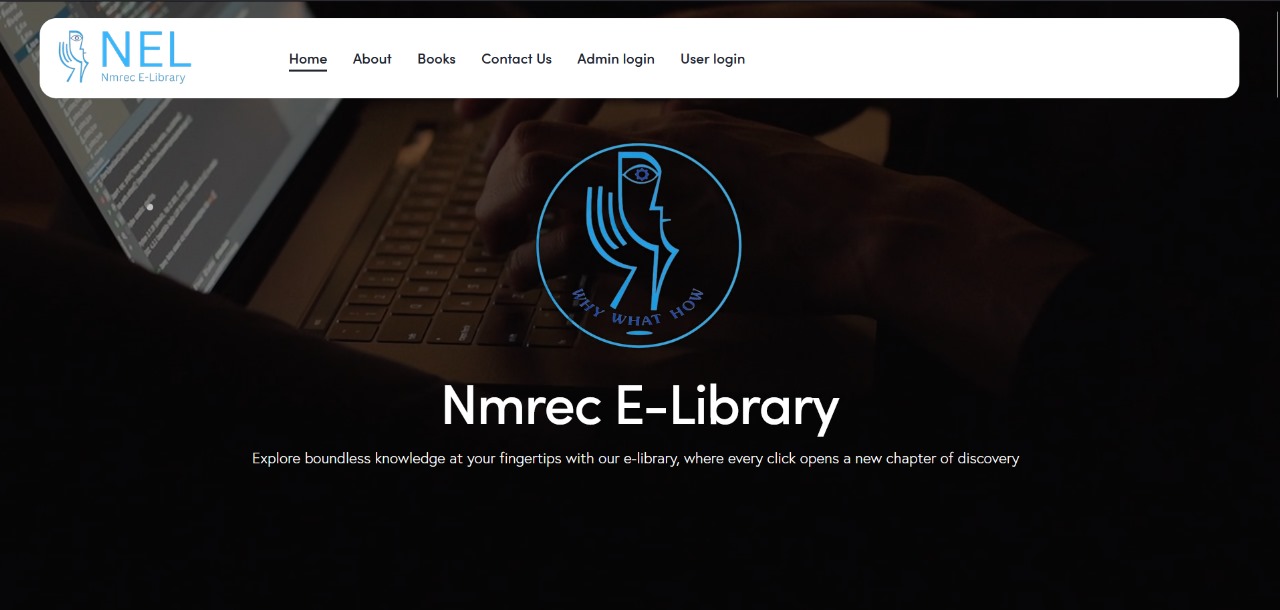 NEL
Nmrec E-Library
Home About Books Contact Us Admin login User login
WHY WHAT HOW
Nmrec E-Library
Explore boundless knowledge at your fingertips with our e-library, where every click opens a new chapter of discovery